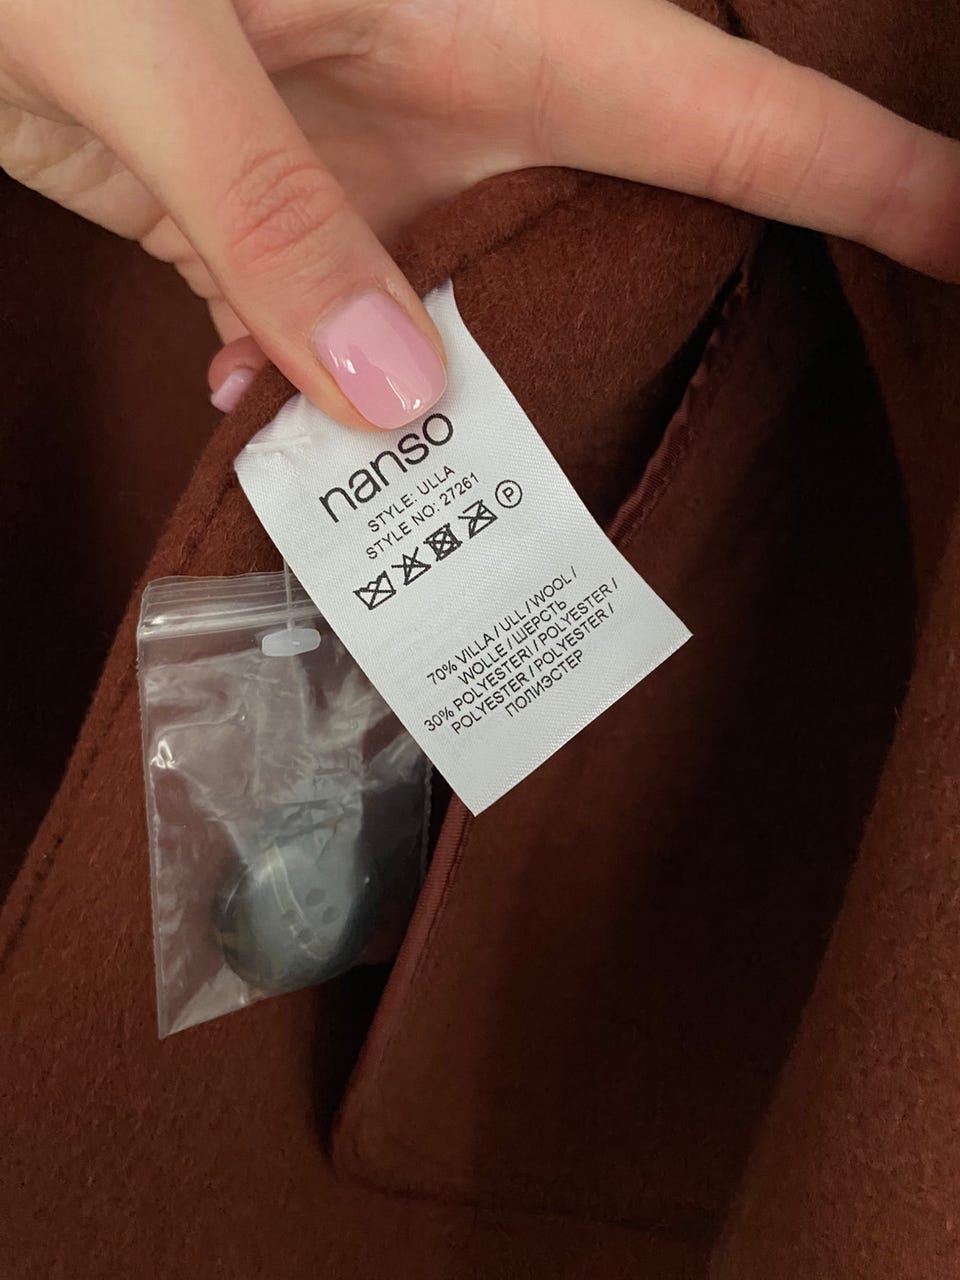 nanso
STYLE: ULLA
STYLE NO: 27261
P
70% VILLA / ULL / WOOL /
WOLLE / ШЕРСТЬ
30% POLYESTERI / POLYESTER /
POLYESTER / POLYESTER /
ПОЛИЭСТЕР